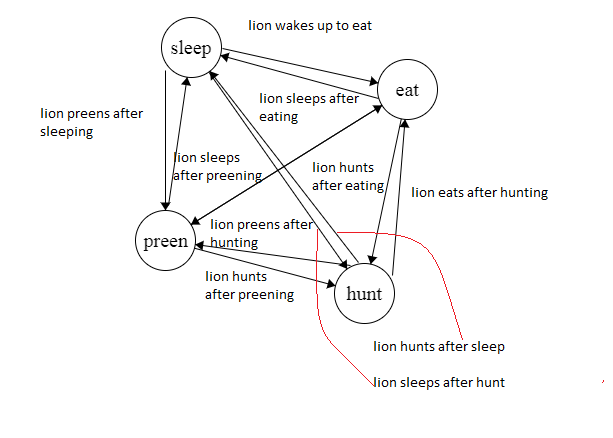 lion wakes up to eat
sleep
eat
lion sleeps after
eating
lion preens after
sleeping
lion sleeps
after preening
lion hunts
after eating
lion eats after hunting
lion preens after
hunting
preen
lion hunts
after preening
hunt
lion hunts after sleep
lion sleeps after hunt